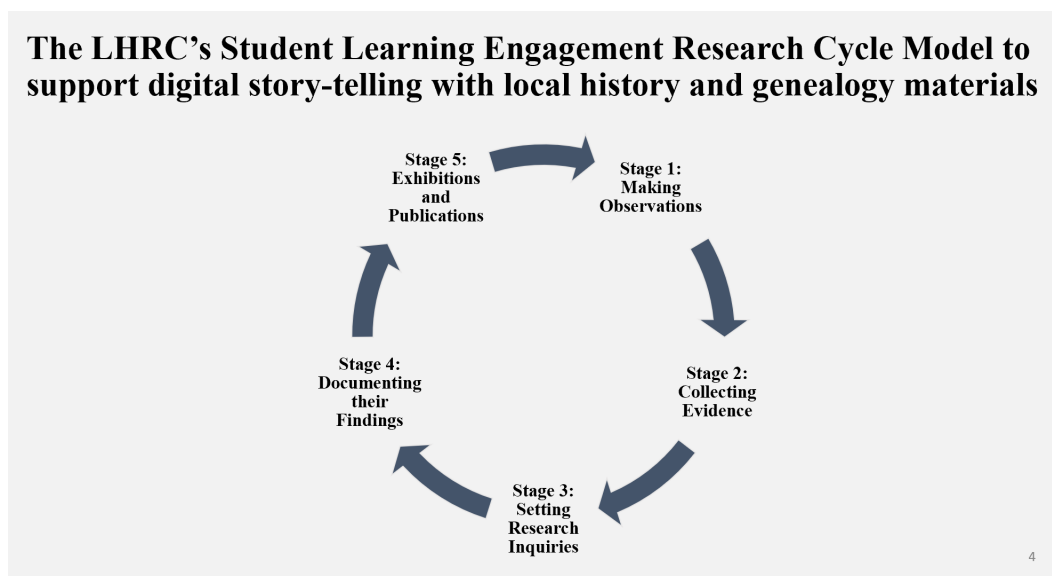 The LHRC’s Student Learning Engagement Research Cycle Model to
support digital story-telling with local history and genealogy materials
Stage 1:
Making
Observations
Stage 2:
Collecting
Evidence
Stage 3:
Setting
Research
Inquiries
Stage 4:
Documenting
their
Findings
Stage 5:
Exhibitions
and
Publications
4